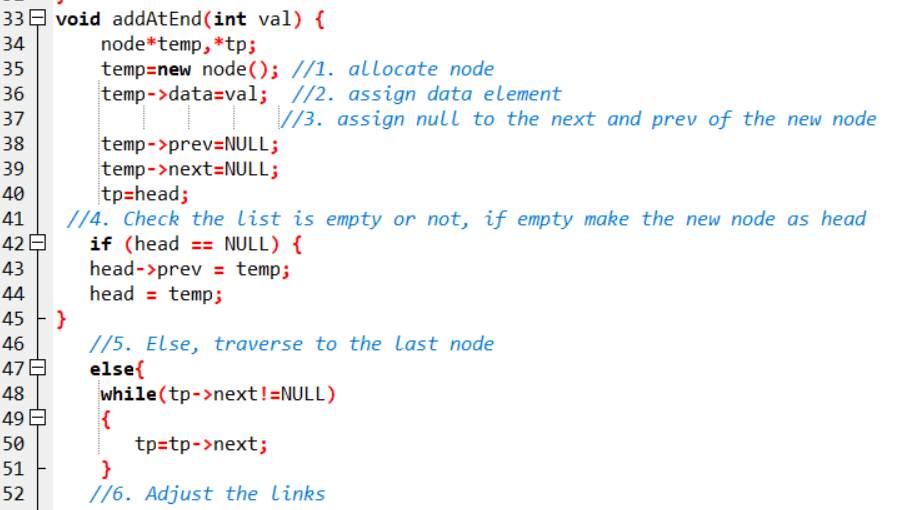 33 void addAtEnd(int val) {
34 node*temp,*tp;
35 temp=new node(); //1. allocate node
36 temp->data=val; //2. assign data element
37 //3. assign null to the next and prev of the new node
38 temp->prev=NULL;
39 temp->next=NULL;
40 tp=head;
41 //4. Check the list is empty or not, if empty make the new node as head
42 if (head == NULL) {
43 head->prev = temp;
44 head = temp;
45 }
46 //5. Else, traverse to the last node
47 else{
48 while(tp->next!=NULL)
49 {
50 tp=tp->next;
51 }
52 //6. Adjust the links